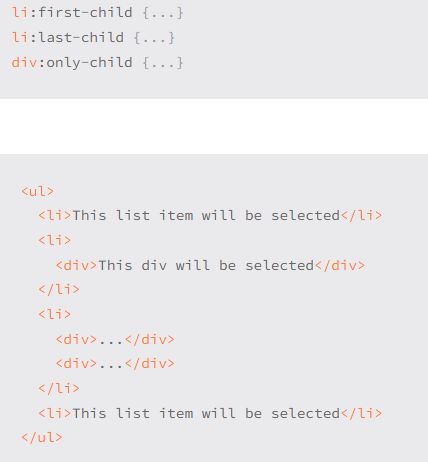 li:first-child {...}
li:last-child {...}
div:only-child {...}
<ul>
  <li>This list item will be selected</li>
  <li>
    <div>This div will be selected</div>
  </li>
  <li>
    <div>...</div>
    <div>...</div>
  </li>
  <li>This list item will be selected</li>
</ul>